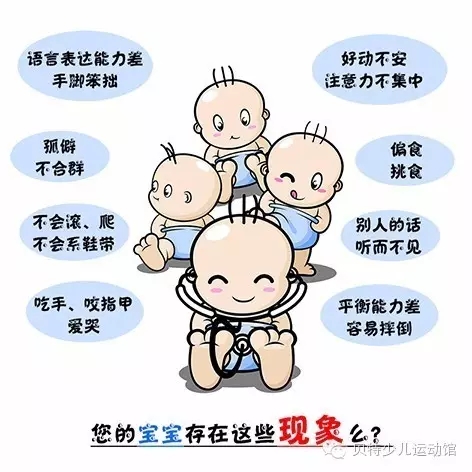 语言表达能力差
手脚笨拙
好动不安
注意力不集中
孤僻
不合群
偏食
挑食
不会滚、爬
不会系鞋带
别人的话
听而不见
吃手、咬指甲
爱哭
平衡能力差
容易摔倒
您的宝宝存在这些现象么?
贝特少儿运动馆